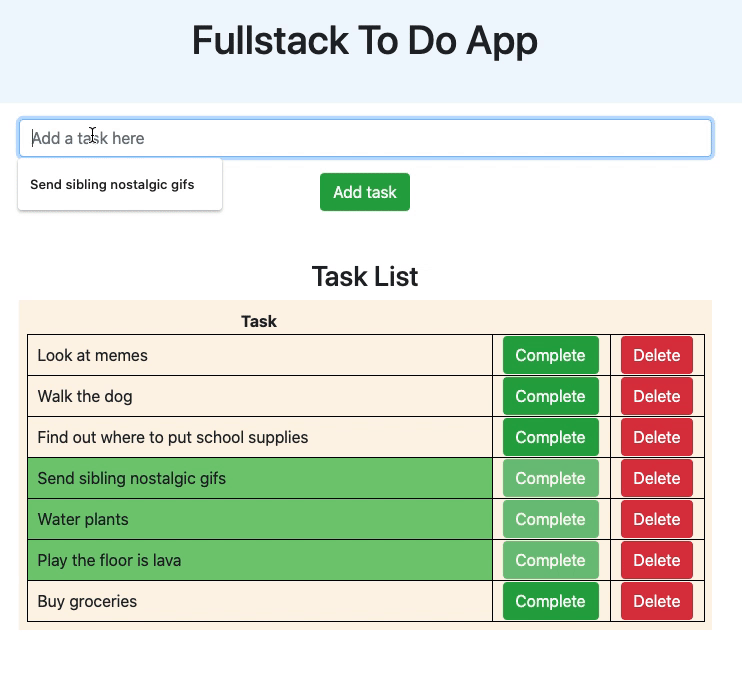 Fullstack To Do App
Add a task here
Send sibling nostalgic gifs
Add task
Task List
Task
Look at memes Complete Delete
Walk the dog Complete Delete
Find out where to put school supplies Complete Delete
Send sibling nostalgic gifs Complete Delete
Water plants Complete Delete
Play the floor is lava Complete Delete
Buy groceries Complete Delete